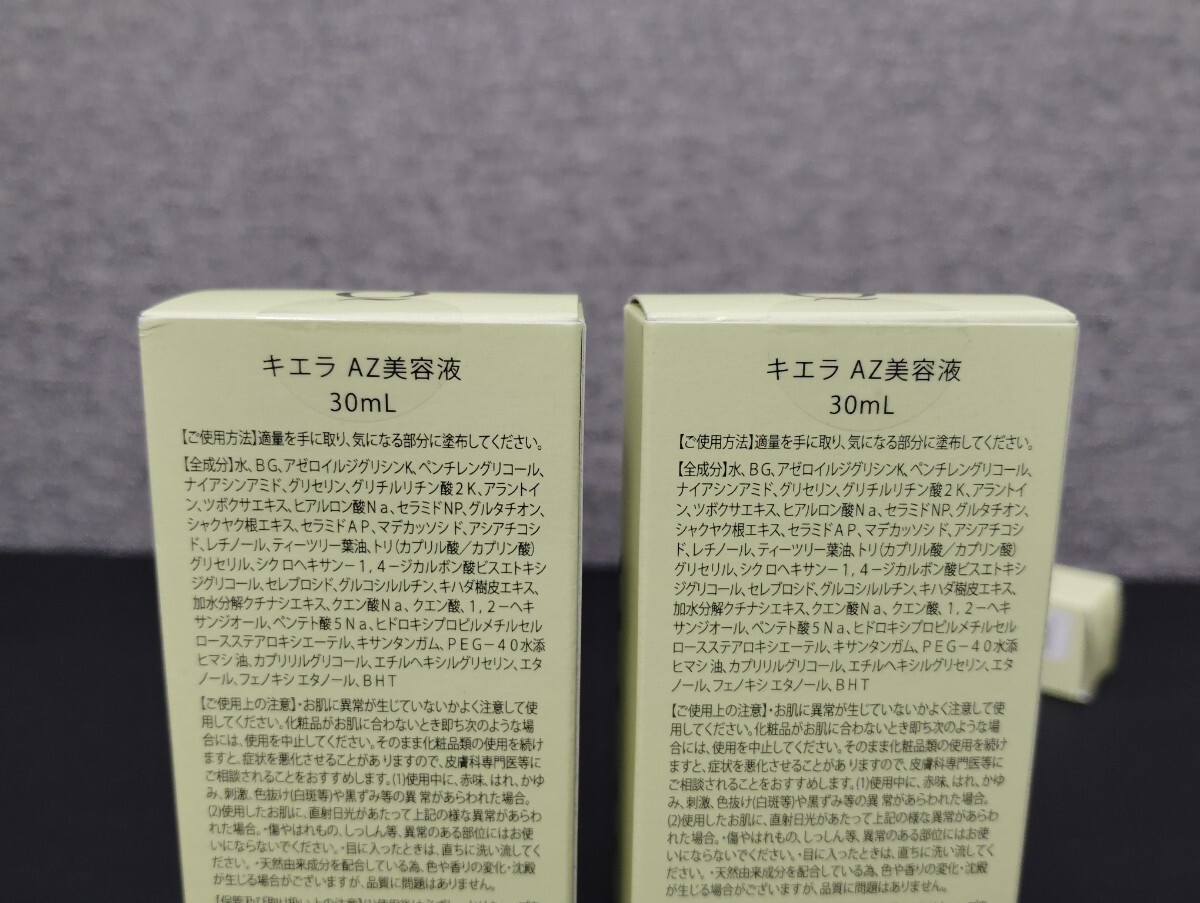 キエラ AZ美容液
30mL
【ご使用方法】適量を手に取り、気になる部分に塗布してください。
【全成分】水、BG、アゼロイルジグリシンK、ペンチレングリコール、
ナイアシンアミド、グリセリン、グリチルリチン酸2K、アラントイ
ン、ツボクサエキス、ヒアルロン酸Na、セラミドNP、グルタチオン、
シャクヤク根エキス、セラミドAP、マデカッソシド、アシアチコシ
ド、レチノール、ティーツリー葉油、トリ(カプリル酸/カプリン酸)
グリセリル、シクロヘキサン-1,4-ジカルボン酸ビスエトキシ
ジグリコール、セレブロシド、グルコシルルチン、キハダ樹皮エキス、
加水分解クチナシエキス、クエン酸Na、クエン酸、1,2-ヘキ
サンジオール、ペンテト酸5Na、ヒドロキシプロピルメチルセル
ロースステアロキシエーテル、キサンタンガム、PEG-40水添
ヒマシ油、カプリリルグリコール、エチルヘキシルグリセリン、エタ
ノール、フェノキシエタノール、BHT
【ご使用上の注意】・お肌に異常が生じていないかよく注意して使
用してください。化粧品がお肌に合わないとき即ち次のような場
合には、使用を中止してください。そのまま化粧品類の使用を続け
ますと、症状を悪化させることがありますので、皮膚科専門医等に
ご相談されることをおすすめします。(1)使用中に、赤味、はれ、かゆ
み、刺激、色抜け(白斑等)や黒ずみ等の異常があらわれた場合。
(2)使用したお肌に、直射日光があたって上記の様な異常があらわ
れた場合。・傷やはれもの、しっしん等、異常のある部位にはお使
いにならないでください。・目に入ったときは、直ちに洗い流してく
ださい。・天然由来成分を配合している為、色や香りの変化・沈殿
が生じる場合がございますが、品質に問題はありません。
キエラ AZ美容液
30mL
【ご使用方法】適量を手に取り、気になる部分に塗布してください。
【全成分】水、BG、アゼロイルジグリシンK、ペンチレングリコール、
ナイアシンアミド、グリセリン、グリチルリチン酸2K、アラントイ
ン、ツボクサエキス、ヒアルロン酸Na、セラミドNP、グルタチオン、
シャクヤク根エキス、セラミドAP、マデカッソシド、アシアチコシ
ド、レチノール、ティーツリー葉油、トリ(カプリル酸/カプリン酸)
グリセリル、シクロヘキサン-1,4-ジカルボン酸ビスエトキシ
ジグリコール、セレブロシド、グルコシルルチン、キハダ樹皮エキス、
加水分解クチナシエキス、クエン酸Na、クエン酸、1,2-ヘキ
サンジオール、ペンテト酸5Na、ヒドロキシプロピルメチルセル
ロースステアロキシエーテル、キサンタンガム、PEG-40水添
ヒマシ油、カプリリルグリコール、エチルヘキシルグリセリン、エタ
ノール、フェノキシエタノール、BHT
【ご使用上の注意】・お肌に異常が生じていないかよく注意して使
用してください。化粧品がお肌に合わないとき即ち次のような場
合には、使用を中止してください。そのまま化粧品類の使用を続け
ますと、症状を悪化させることがありますので、皮膚科専門医等に
ご相談されることをおすすめします。(1)使用中に、赤味、はれ、かゆ
み、刺激、色抜け(白斑等)や黒ずみ等の異常があらわれた場合。
(2)使用したお肌に、直射日光があたって上記の様な異常があらわ
れた場合。・傷やはれもの、しっしん等、異常のある部位にはお使
いにならないでください。・目に入ったときは、直ちに洗い流してく
ださい。・天然由来成分を配合している為、色や香りの変化・沈殿
が生じる場合がございますが、品質に問題はありません。